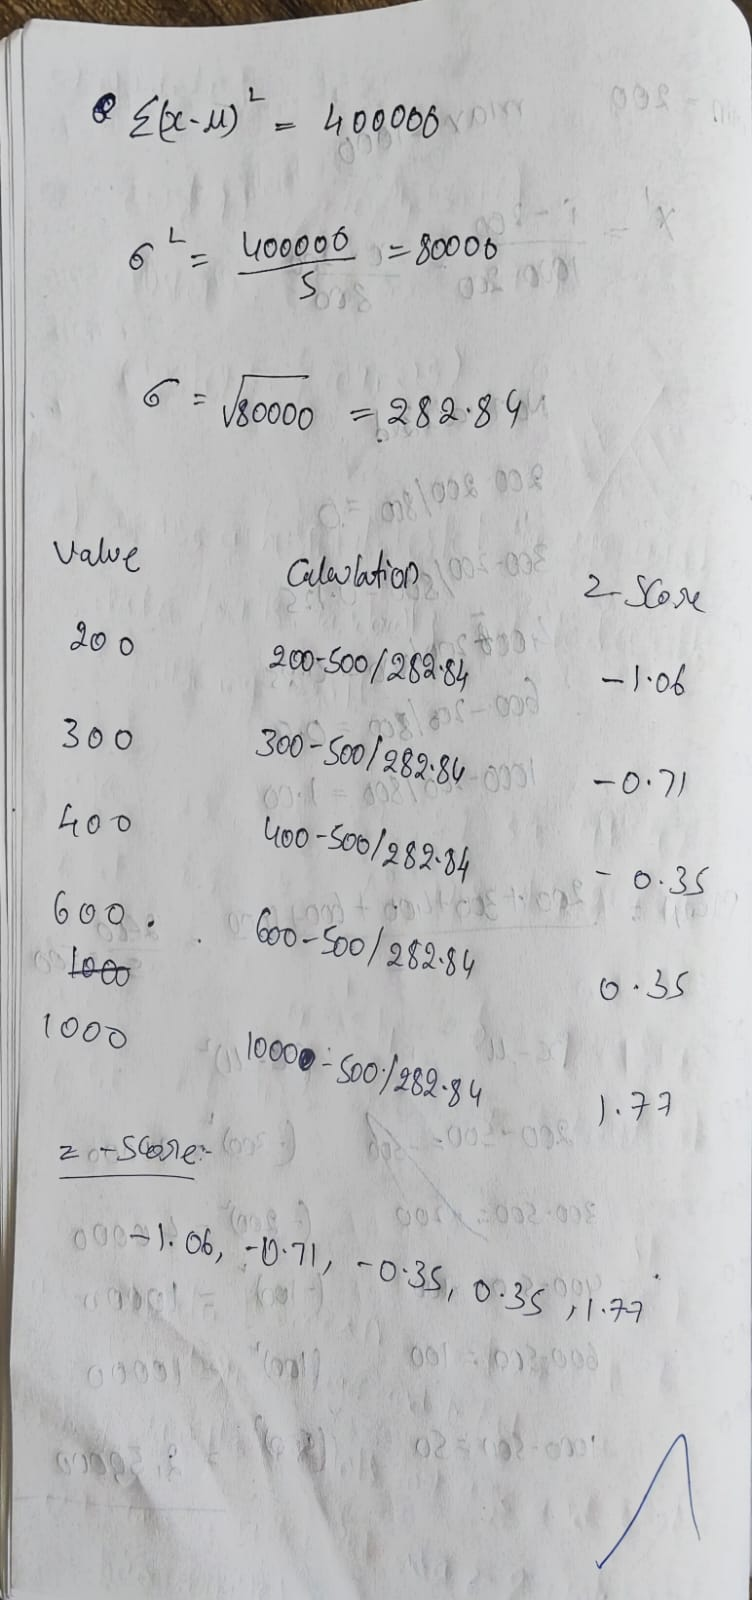 Σ(x-μ)² = 400000
σ² = 400000/5 = 80000
σ = √80000 = 282.84
Value Calculation z-Score
200 200-500/282.84 -1.06
300 300-500/282.84 -0.71
400 400-500/282.84 -0.35
600 600-500/282.84 0.35
1000
1000 1000-500/282.84 1.77
z-Score:-
-1.06, -0.71, -0.35, 0.35, 1.77